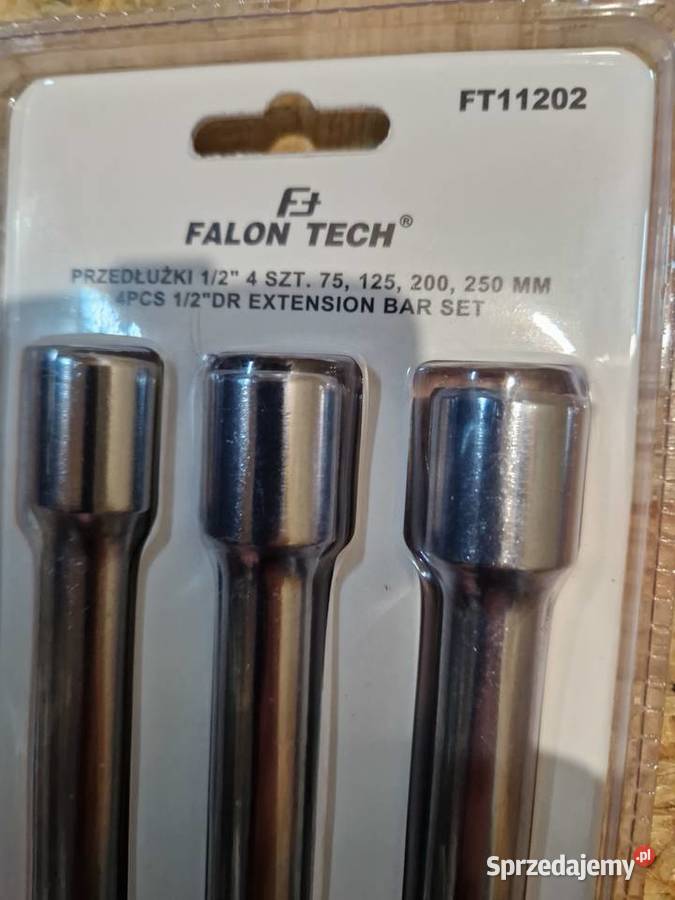 FT11202
FT
FALON TECH®
PRZEDŁUŻKI 1/2" 4 SZT. 75, 125, 200, 250 MM
4PCS 1/2"DR EXTENSION BAR SET
Sprzedajemy.pl